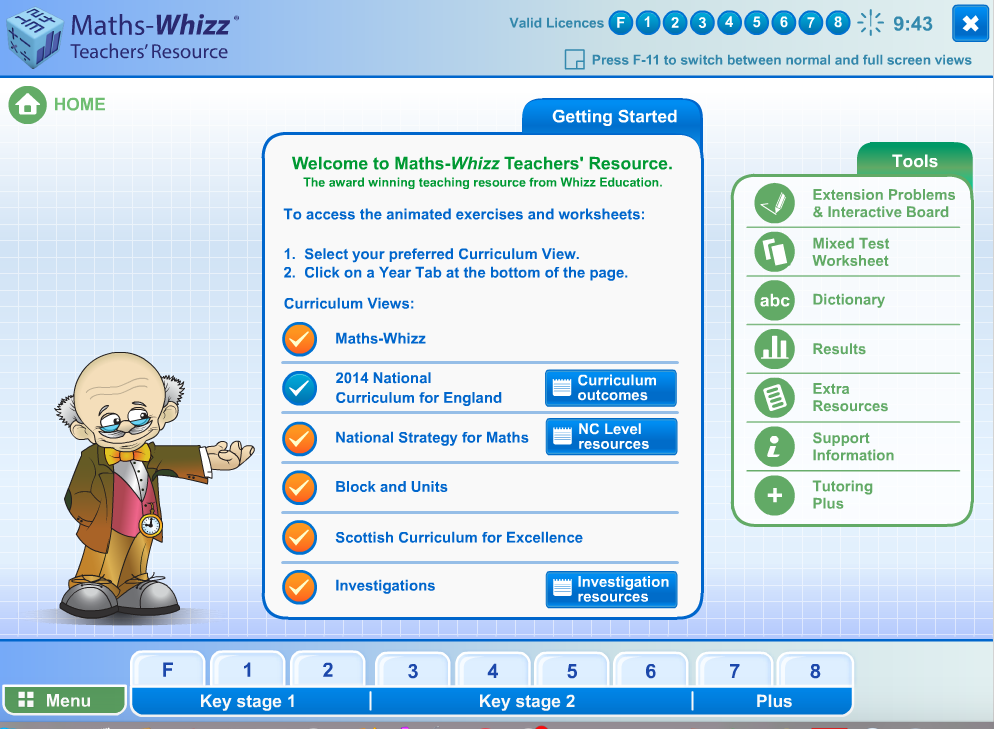 Maths-Whizz®
Teachers' Resource
Valid Licences F 1 2 3 4 5 6 7 8 9:43
Press F-11 to switch between normal and full screen views
HOME
Getting Started
Welcome to Maths-Whizz Teachers' Resource.
The award winning teaching resource from Whizz Education.
To access the animated exercises and worksheets:
1. Select your preferred Curriculum View.
2. Click on a Year Tab at the bottom of the page.
Curriculum Views:
Maths-Whizz
2014 National
Curriculum for England
Curriculum
outcomes
National Strategy for Maths
NC Level
resources
Block and Units
Scottish Curriculum for Excellence
Investigations
Investigation
resources
Tools
Extension Problems
& Interactive Board
Mixed Test
Worksheet
abc Dictionary
Results
Extra
Resources
i Support
Information
+ Tutoring
Plus
F 1 2 3 4 5 6 7 8
Menu
Key stage 1 | Key stage 2 | Plus